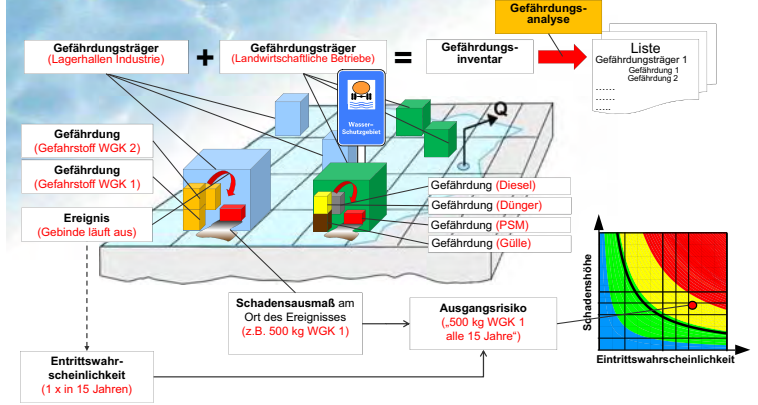 Gefährdungs-
analyse
Gefährdungsträger
(Lagerhallen Industrie)
+
Gefährdungsträger
(Landwirtschaftliche Betriebe)
=
Gefährdungs-
inventar
Liste
Gefährdungsträger 1
Gefährdung 1
Gefährdung 2
......
......
......
Wasser-
Schutzgebiet
Q
Gefährdung
(Gefahrstoff WGK 2)
Gefährdung
(Gefahrstoff WGK 1)
Ereignis
(Gebinde läuft aus)
Gefährdung (Diesel)
Gefährdung (Dünger)
Gefährdung (PSM)
Gefährdung (Gülle)
Schadensausmaß am
Ort des Ereignisses
(z.B. 500 kg WGK 1)
Ausgangsrisiko
(„500 kg WGK 1
alle 15 Jahre“)
Schadenshöhe
Eintrittswahrscheinlichkeit
Entrittswahr-
scheinlichkeit
(1 x in 15 Jahren)